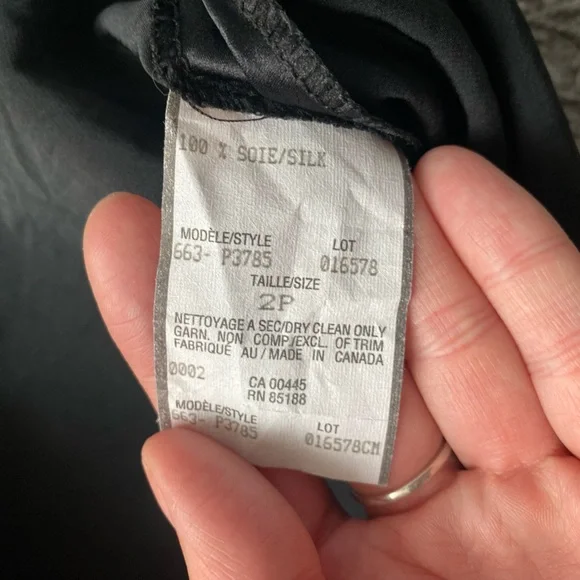 100 % SOIE/SILK
MODÈLE/STYLE LOT
663- P3785 016578
TAILLE/SIZE
2P
NETTOYAGE A SEC/DRY CLEAN ONLY
GARN. NON COMP./EXCL. OF TRIM
FABRIQUÉ AU / MADE IN CANADA
0002 CA 00445
RN 85188
MODÈLE/STYLE LOT
663- P3785 016578CM